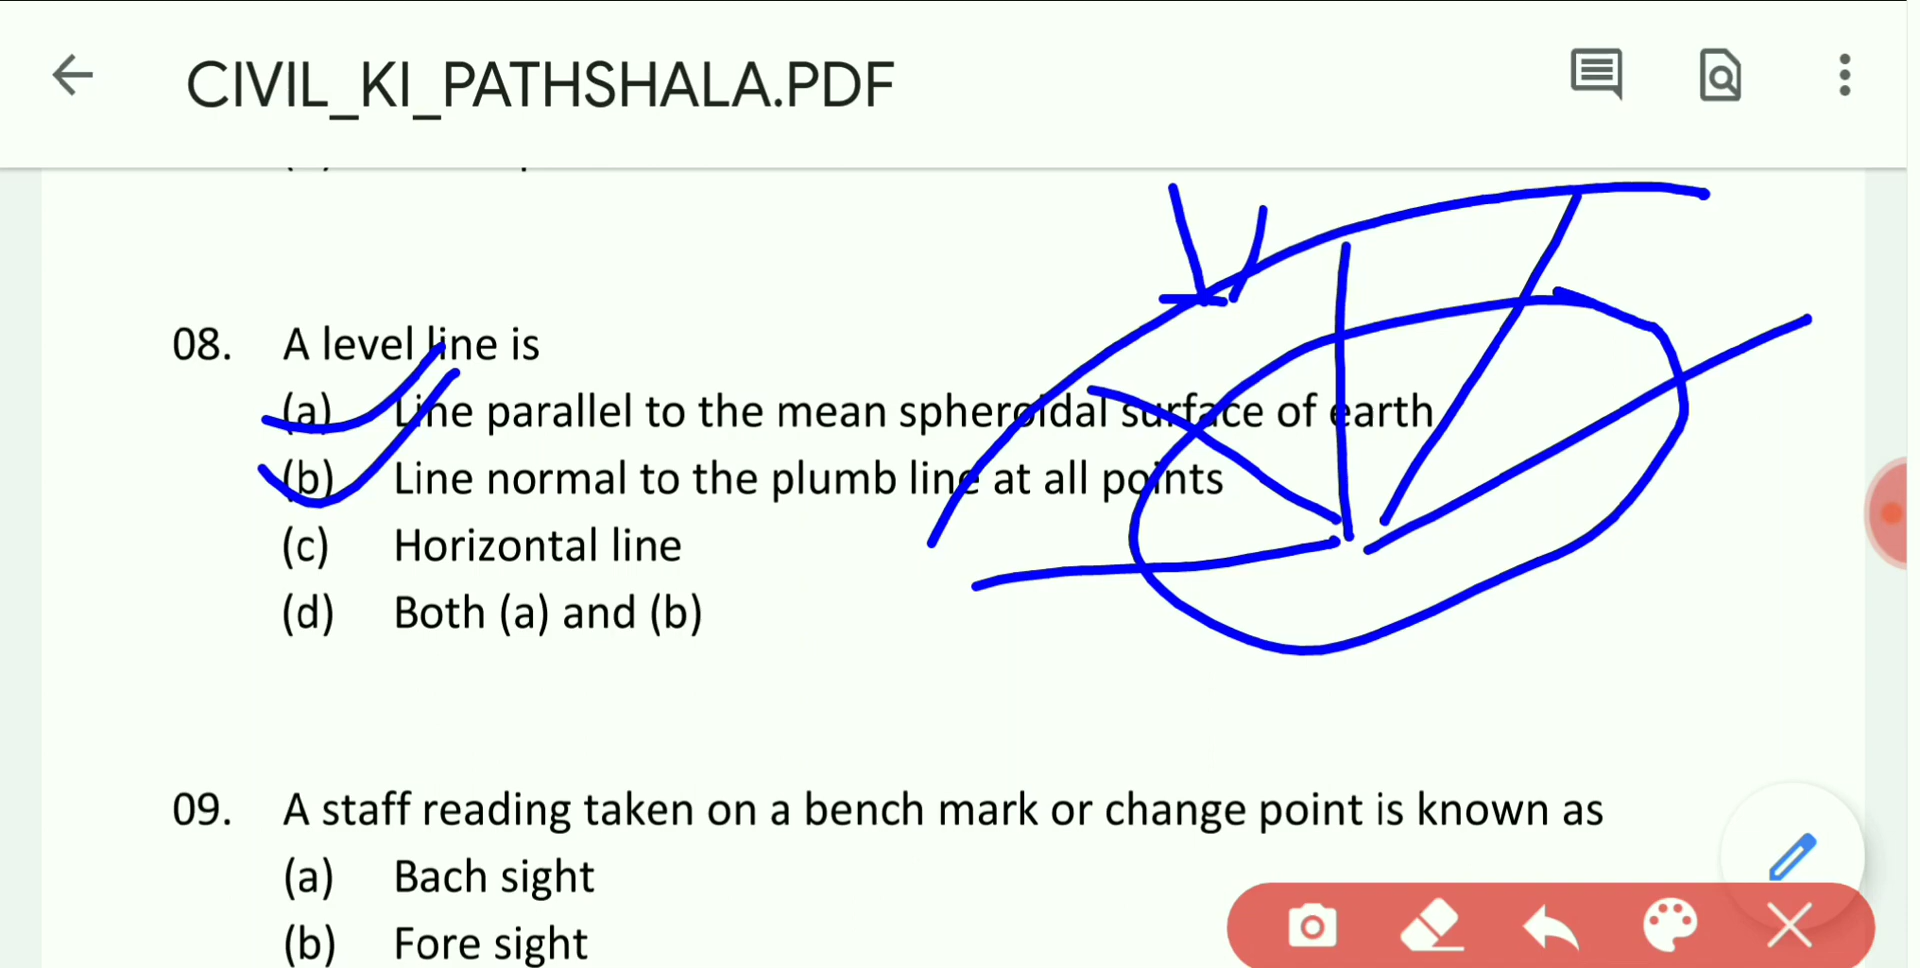 CIVIL_KI_PATHSHALA.PDF
08. A level line is
(a) Line parallel to the mean spheroidal surface of earth
(b) Line normal to the plumb line at all points
(c) Horizontal line
(d) Both (a) and (b)
09. A staff reading taken on a bench mark or change point is known as
(a) Bach sight
(b) Fore sight